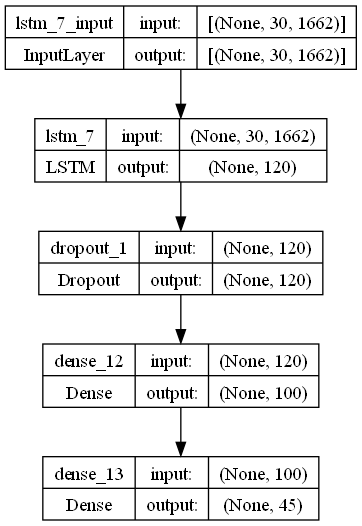 lstm_7_input input: [(None, 30, 1662)]
InputLayer output: [(None, 30, 1662)]
lstm_7 input: (None, 30, 1662)
LSTM output: (None, 120)
dropout_1 input: (None, 120)
Dropout output: (None, 120)
dense_12 input: (None, 120)
Dense output: (None, 100)
dense_13 input: (None, 100)
Dense output: (None, 45)